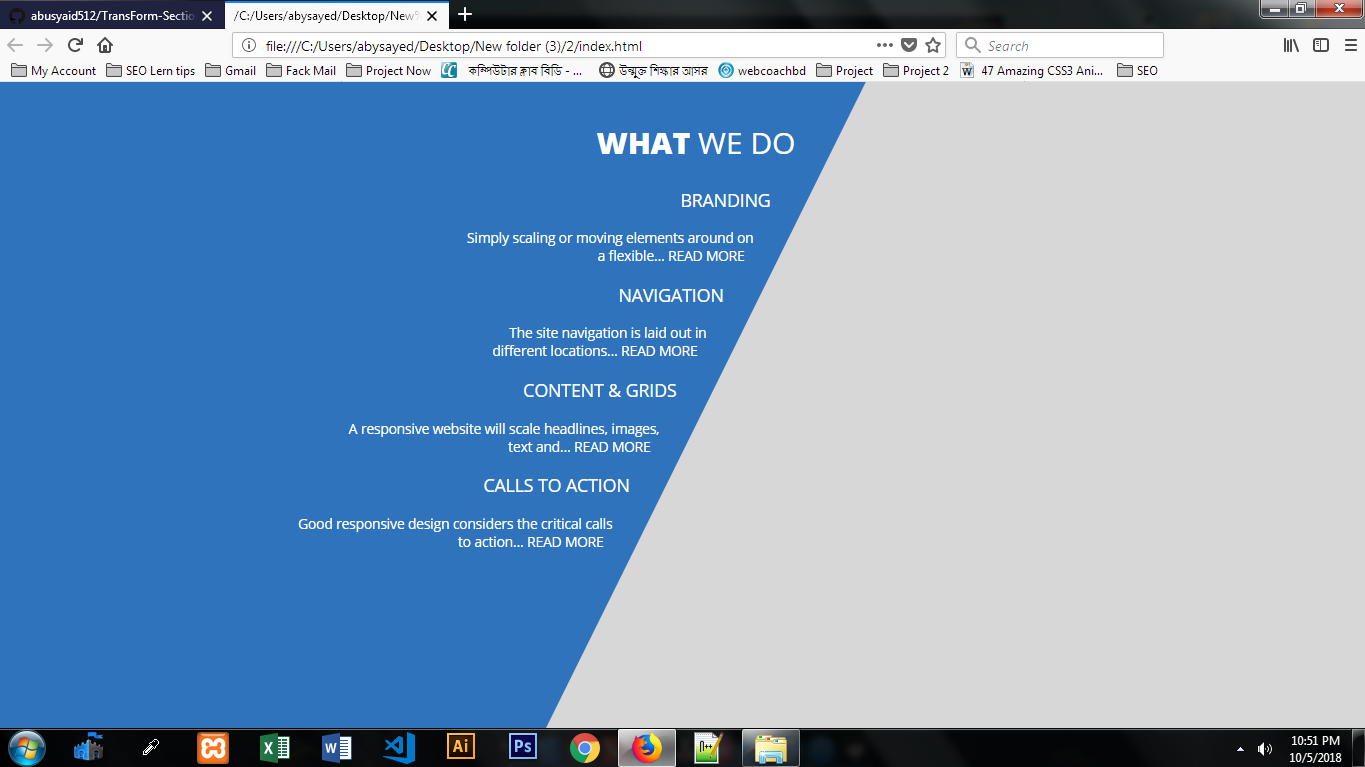 abusyaid512/TransForm-Sectio
/C:/Users/abysayed/Desktop/New%
file:///C:/Users/abysayed/Desktop/New folder (3)/2/index.html
Search
My Account
SEO Lern tips
Gmail
Fack Mail
Project Now
কম্পিউটার ক্লাব বিডি - ...
উন্মুক্ত শিক্ষার আসর
webcoachbd
Project
Project 2
47 Amazing CSS3 Ani...
SEO
WHAT WE DO
BRANDING
Simply scaling or moving elements around on
a flexible... READ MORE
NAVIGATION
The site navigation is laid out in
different locations... READ MORE
CONTENT & GRIDS
A responsive website will scale headlines, images,
text and... READ MORE
CALLS TO ACTION
Good responsive design considers the critical calls
to action... READ MORE
Ai
Ps
10:51 PM
10/5/2018